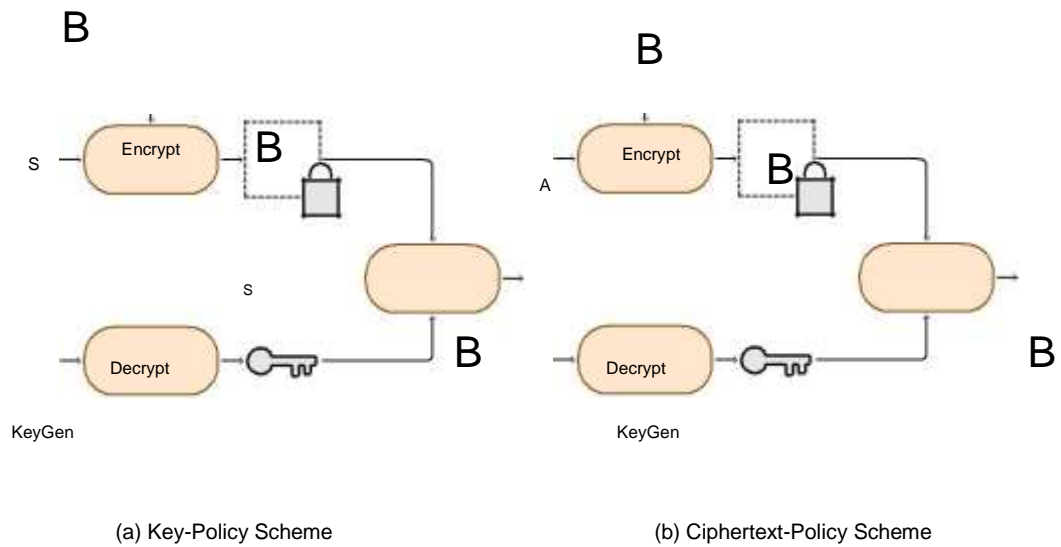 B
B
Encrypt
Encrypt
S
B
B
A
S
B
B
Decrypt
Decrypt
KeyGen
KeyGen
(a) Key-Policy Scheme
(b) Ciphertext-Policy Scheme